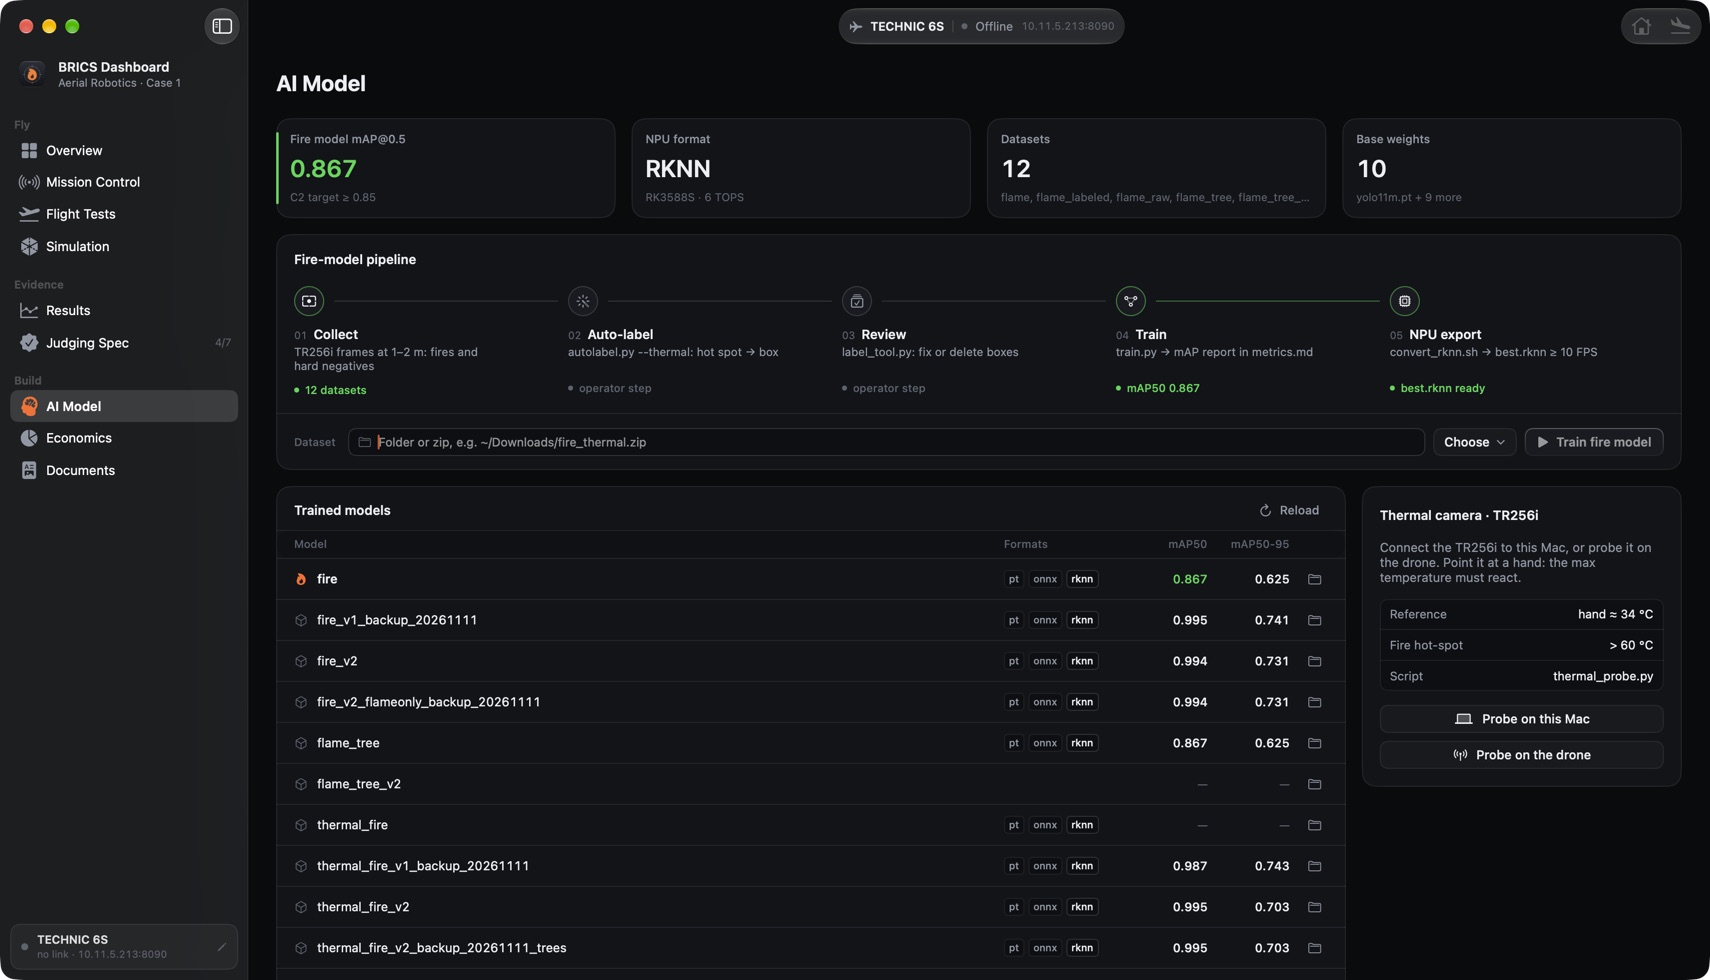 BRICS Dashboard
Aerial Robotics · Case 1
Fly
Overview
Mission Control
Flight Tests
Simulation
Evidence
Results
Judging Spec 4/7
Build
AI Model
Economics
Documents
TECHNIC 6S
no link · 10.11.5.213:8090
TECHNIC 6S Offline 10.11.5.213:8090
AI Model
Fire model mAP@0.5
0.867
C2 target ≥ 0.85
NPU format
RKNN
RK3588S · 6 TOPS
Datasets
12
flame, flame_labeled, flame_raw, flame_tree, flame_tree_...
Base weights
10
yolo11m.pt + 9 more
Fire-model pipeline
01 Collect
TR256i frames at 1–2 m: fires and
hard negatives
12 datasets
02 Auto-label
autolabel.py --thermal: hot spot → box
operator step
03 Review
label_tool.py: fix or delete boxes
operator step
04 Train
train.py → mAP report in metrics.md
mAP50 0.867
05 NPU export
convert_rknn.sh → best.rknn ≥ 10 FPS
best.rknn ready
Dataset Folder or zip, e.g. ~/Downloads/fire_thermal.zip Choose Train fire model
Trained models Reload
Model Formats mAP50 mAP50-95
fire pt onnx rknn 0.867 0.625
fire_v1_backup_20261111 pt onnx rknn 0.995 0.741
fire_v2 pt onnx rknn 0.994 0.731
fire_v2_flameonly_backup_20261111 pt onnx rknn 0.994 0.731
flame_tree pt onnx rknn 0.867 0.625
flame_tree_v2 — —
thermal_fire pt onnx rknn — —
thermal_fire_v1_backup_20261111 pt onnx rknn 0.987 0.743
thermal_fire_v2 pt onnx rknn 0.995 0.703
thermal_fire_v2_backup_20261111_trees pt onnx rknn 0.995 0.703
Thermal camera · TR256i
Connect the TR256i to this Mac, or probe it on
the drone. Point it at a hand: the max
temperature must react.
Reference hand ≈ 34 °C
Fire hot-spot > 60 °C
Script thermal_probe.py
Probe on this Mac
Probe on the drone